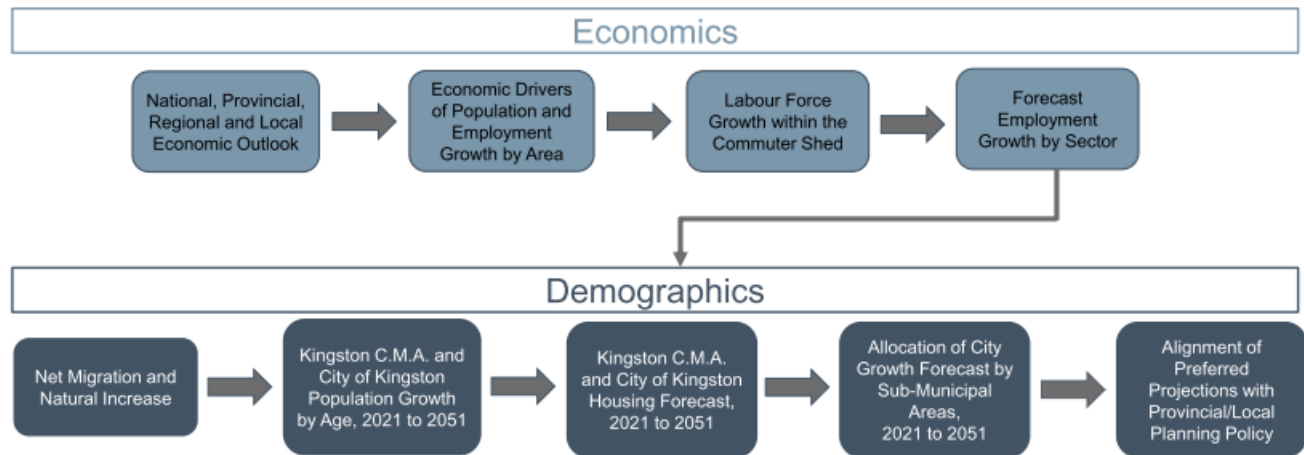 Economics
National, Provincial,
Regional and Local
Economic Outlook
Economic Drivers
of Population and
Employment
Growth by Area
Labour Force
Growth within the
Commuter Shed
Forecast
Employment
Growth by Sector
Demographics
Net Migration and
Natural Increase
Kingston C.M.A. and
City of Kingston
Population Growth
by Age, 2021 to 2051
Kingston C.M.A.
and City of Kingston
Housing Forecast,
2021 to 2051
Allocation of City
Growth Forecast by
Sub-Municipal
Areas,
2021 to 2051
Alignment of
Preferred
Projections with
Provincial/Local
Planning Policy